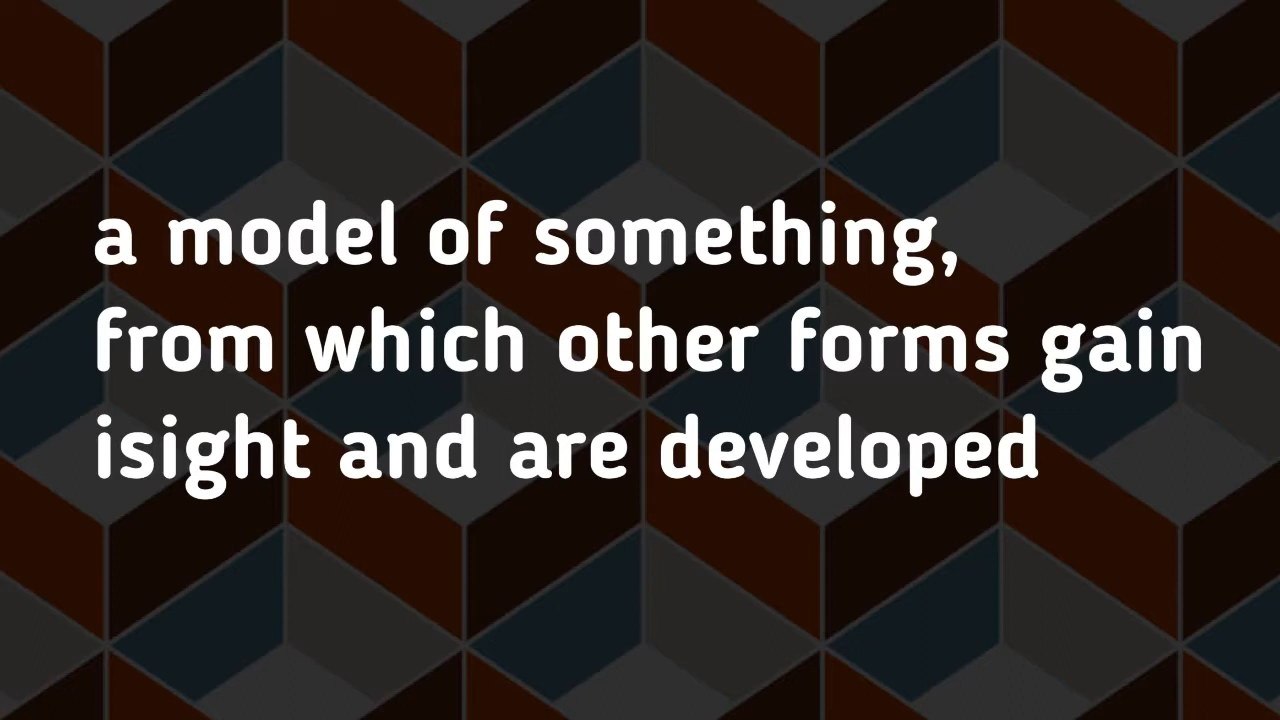 a model of something,
from which other forms gain
isight and are developed